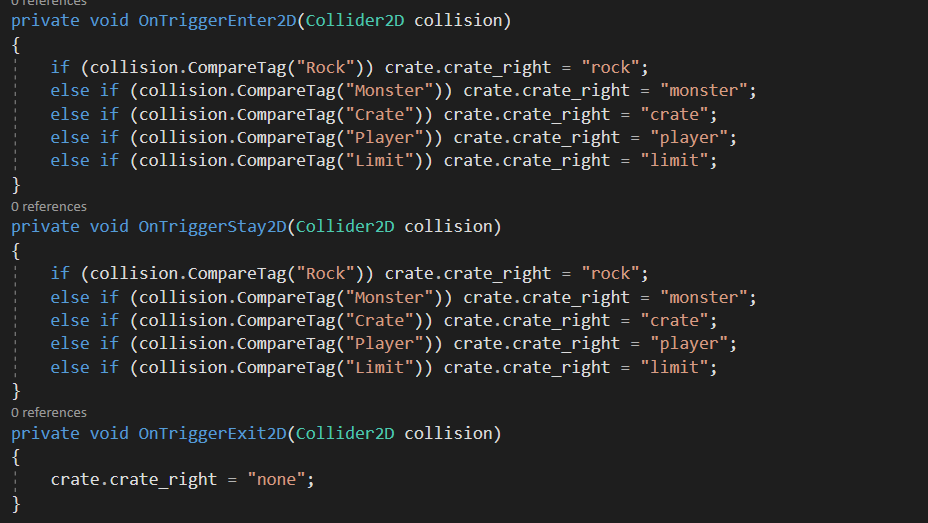 0 references
private void OnTriggerEnter2D(Collider2D collision)
{
if (collision.CompareTag("Rock")) crate.crate_right = "rock";
else if (collision.CompareTag("Monster")) crate.crate_right = "monster";
else if (collision.CompareTag("Crate")) crate.crate_right = "crate";
else if (collision.CompareTag("Player")) crate.crate_right = "player";
else if (collision.CompareTag("Limit")) crate.crate_right = "limit";
}
0 references
private void OnTriggerStay2D(Collider2D collision)
{
if (collision.CompareTag("Rock")) crate.crate_right = "rock";
else if (collision.CompareTag("Monster")) crate.crate_right = "monster";
else if (collision.CompareTag("Crate")) crate.crate_right = "crate";
else if (collision.CompareTag("Player")) crate.crate_right = "player";
else if (collision.CompareTag("Limit")) crate.crate_right = "limit";
}
0 references
private void OnTriggerExit2D(Collider2D collision)
{
crate.crate_right = "none";
}